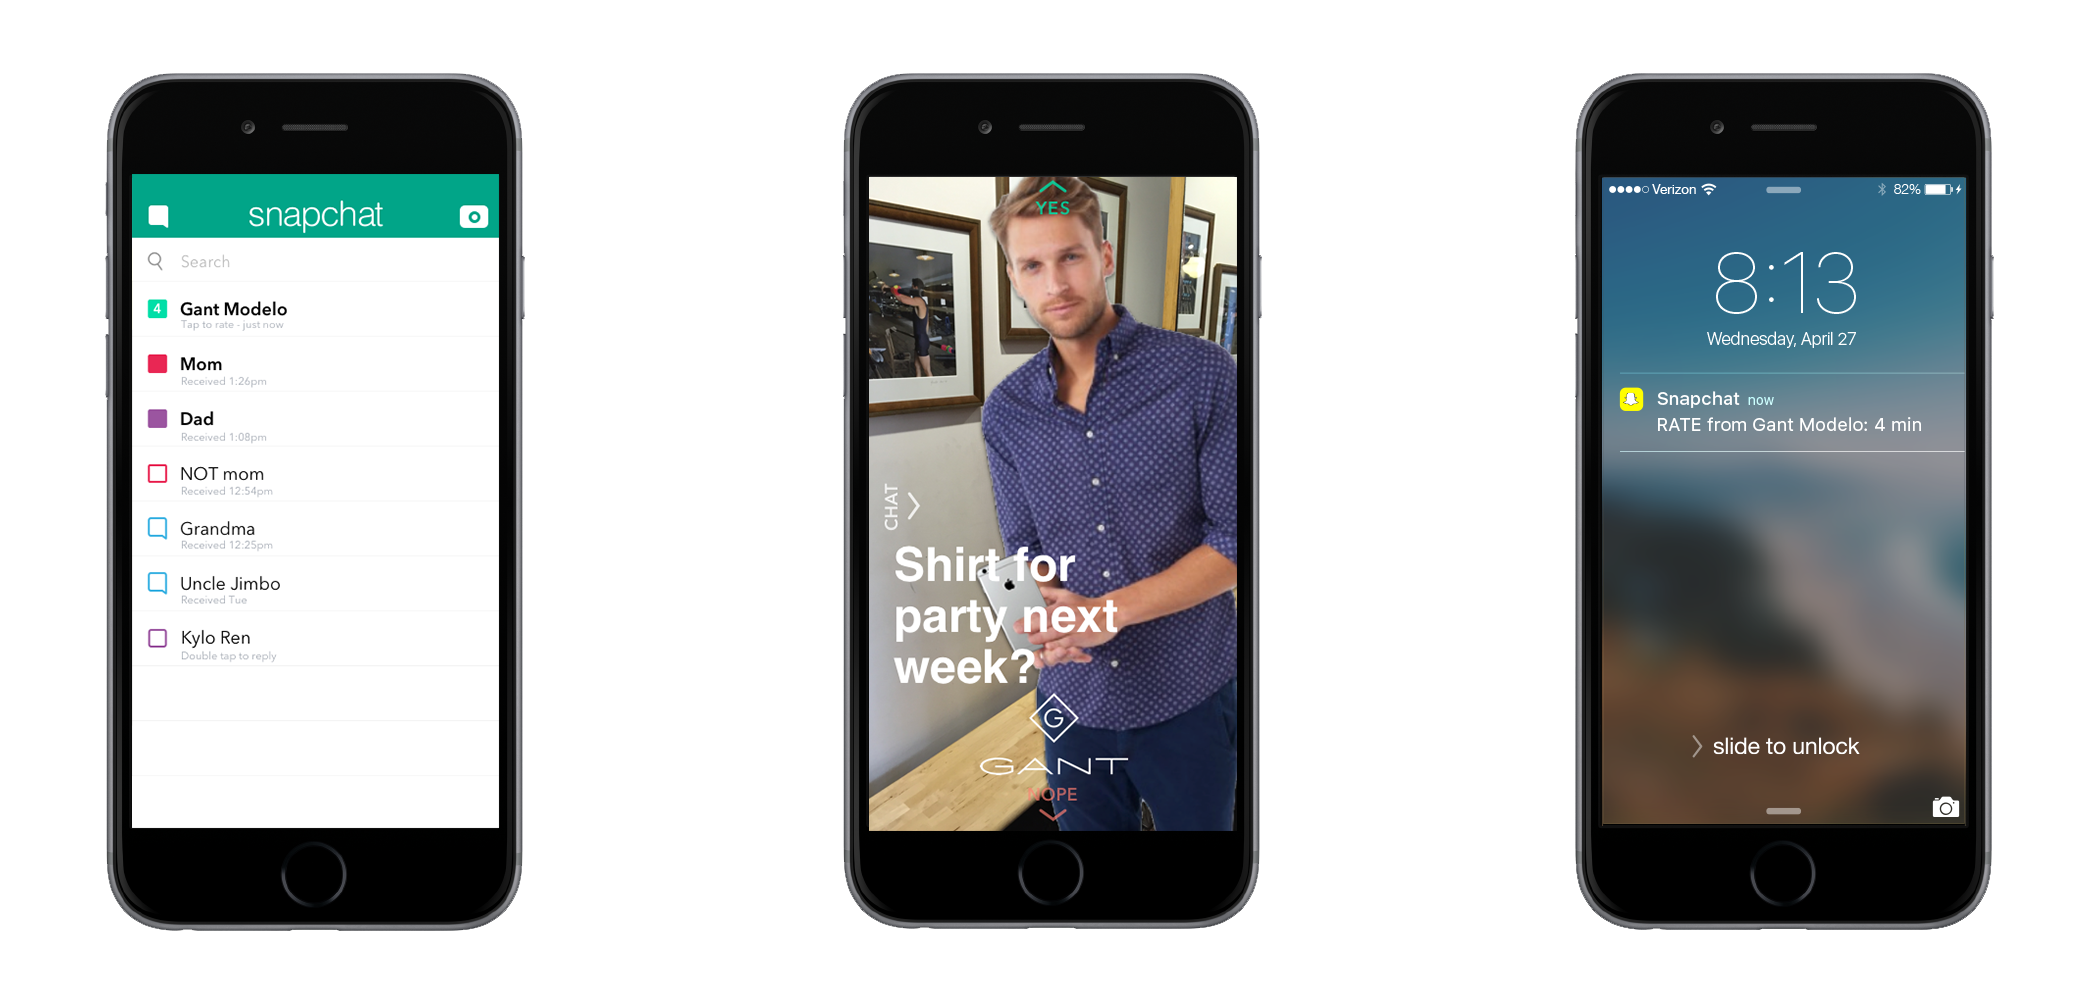 snapchat
Search
4
Gant Modelo
Tap to rate - just now
Mom
Received 1:26pm
Dad
Received 1:08pm
NOT mom
Received 12:54pm
Grandma
Received 12:25pm
Uncle Jimbo
Received Tue
Kylo Ren
Double tap to reply
YES
CHAT
Shirt for
party next
week?
G
GANT
NOPE
Verizon
82%
8:13
Wednesday, April 27
Snapchat now
RATE from Gant Modelo: 4 min
slide to unlock